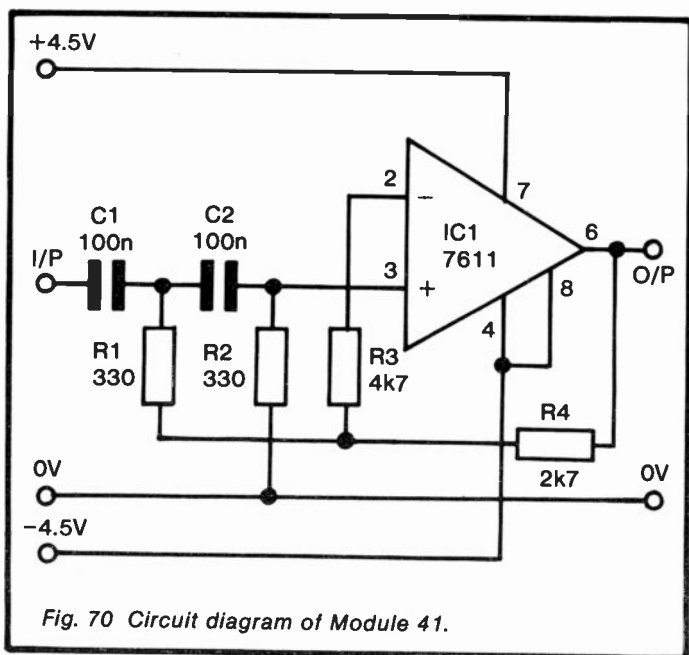 +4.5V
2
7
C1
100n
C2
100n
−
IC1
7611
6
I/P
3
+
8
O/P
4
R1
330
R2
330
R3
4k7
R4
2k7
0V
0V
−4.5V
Fig. 70 Circuit diagram of Module 41.